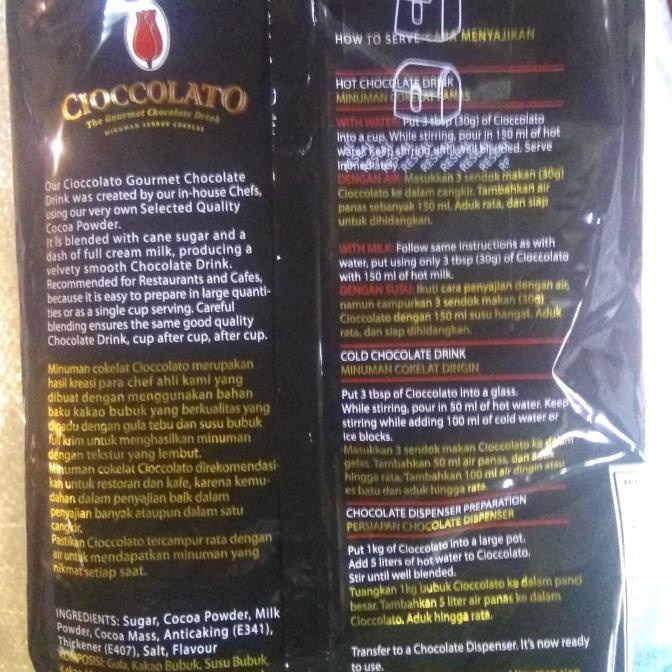 CIOCCOLATO
The Gourmet Chocolate Drink
MINUMAN SERBUK COKELAT
Our Cioccolato Gourmet Chocolate
Drink was created by our in-house Chefs,
using our very own Selected Quality
Cocoa Powder.
It is blended with cane sugar and a
dash of full cream milk, producing a
velvety smooth Chocolate Drink.
Recommended for Restaurants and Cafes,
because it is easy to prepare in large quanti-
ties or as a single cup serving. Careful
blending ensures the same good quality
Chocolate Drink, cup after cup, after cup.
Minuman cokelat Cioccolato merupakan
hasil kreasi para chef ahli kami yang
dibuat dengan menggunakan bahan
baku kakao bubuk yang berkualitas yang
dipadu dengan gula tebu dan susu bubuk
full krim untuk menghasilkan minuman
dengan tekstur yang lembut.
Minuman cokelat Cioccolato direkomendasi-
kan untuk restoran dan kafe, karena kemu-
dahan dalam penyajian baik dalam
penyajian banyak ataupun dalam satu
cangkir.
Pastikan Cioccolato tercampur rata dengan
air untuk mendapatkan minuman yang
nikmat setiap saat.
INGREDIENTS: Sugar, Cocoa Powder, Milk
Powder, Cocoa Mass, Anticaking (E341),
Thickener (E407), Salt, Flavour
KOMPOSISI: Gula, Kakao Bubuk, Susu Bubuk,
HOW TO SERVE CARA MENYAJIKAN
HOT CHOCOLATE DRINK
MINUMAN COKELAT PANAS
WITH WATER: Put 3 tbsp (30g) of Cioccolato
into a cup. While stirring, pour in 150 ml of hot
water. Keep stirring until well blended. Serve
immediately.
DENGAN AIR: Masukkan 3 sendok makan (30g)
Cioccolato ke dalam cangkir. Tambahkan air
panas sebanyak 150 ml. Aduk rata, dan siap
untuk dihidangkan.
WITH MILK: Follow same instructions as with
water, put using only 3 tbsp (30g) of Cioccolato
with 150 ml of hot milk.
DENGAN SUSU: Ikuti cara penyajian dengan air,
namun campurkan 3 sendok makan (30g)
Cioccolato dengan 150 ml susu hangat. Aduk
rata, dan siap dihidangkan.
COLD CHOCOLATE DRINK
MINUMAN COKELAT DINGIN
Put 3 tbsp of Cioccolato into a glass.
While stirring, pour in 50 ml of hot water. Keep
stirring while adding 100 ml of cold water or
ice blocks.
Masukkan 3 sendok makan Cioccolato ke dalam
gelas. Tambahkan 50 ml air panas, dan aduk
hingga rata. Tambahkan 100 ml air dingin atau
es batu dan aduk hingga rata.
CHOCOLATE DISPENSER PREPARATION
PERSIAPAN CHOCOLATE DISPENSER
Put 1kg of Cioccolato into a large pot.
Add 5 liters of hot water to Cioccolato.
Stir until well blended.
Tuangkan 1kg bubuk Cioccolato ke dalam panci
besar. Tambahkan 5 liter air panas ke dalam
Cioccolato. Aduk hingga rata.
Transfer to a Chocolate Dispenser. It's now ready
to use.